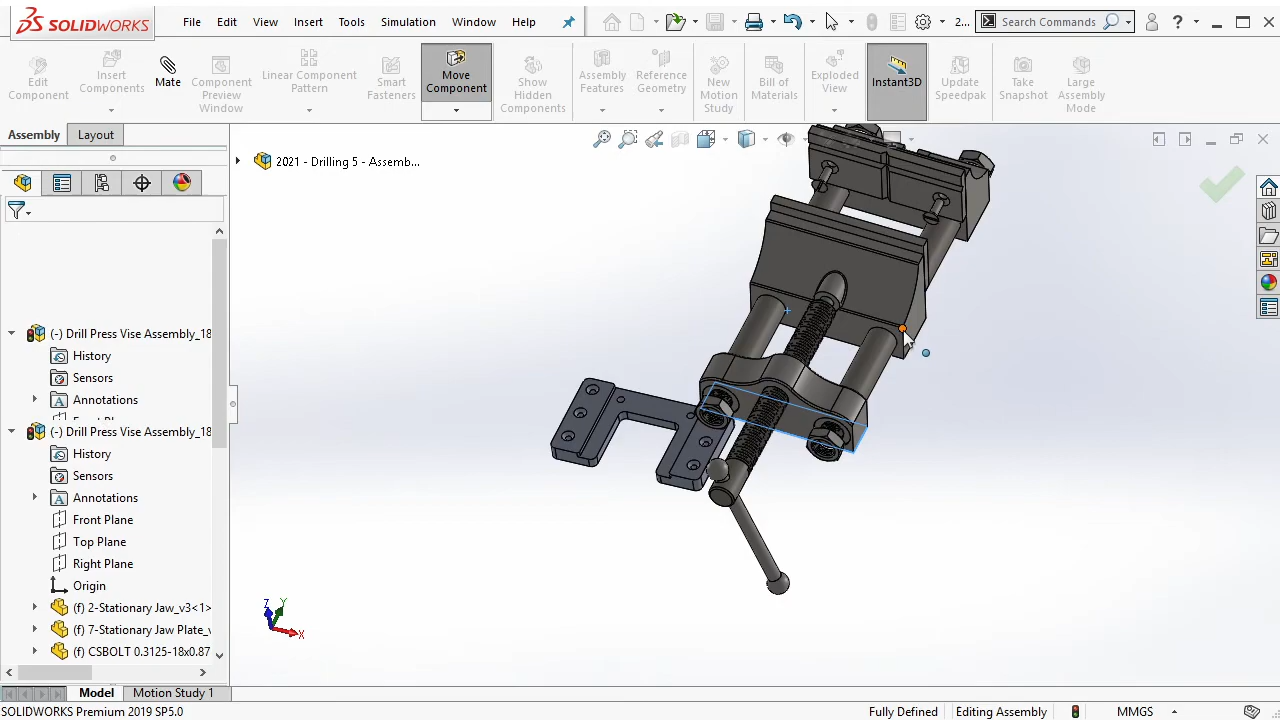 SOLIDWORKS File Edit View Insert Tools Simulation Window Help 2... Search Commands ?
Edit Component
Insert Components
Mate
Component Preview Window
Linear Component Pattern
Smart Fasteners
Move Component
Show Hidden Components
Assembly Features
Reference Geometry
New Motion Study
Bill of Materials
Exploded View
Instant3D
Update Speedpak
Take Snapshot
Large Assembly Mode
Assembly Layout
2021 - Drilling 5 - Assemb...
(-) Drill Press Vise Assembly_18
History
Sensors
Annotations
(-) Drill Press Vise Assembly_18
History
Sensors
Annotations
Front Plane
Top Plane
Right Plane
Origin
(f) 2-Stationary Jaw_v3<1>
(f) 7-Stationary Jaw Plate_v
(f) CSBOLT 0.3125-18x0.87
Z Y X
Model Motion Study 1
SOLIDWORKS Premium 2019 SP5.0 Fully Defined Editing Assembly MMGS